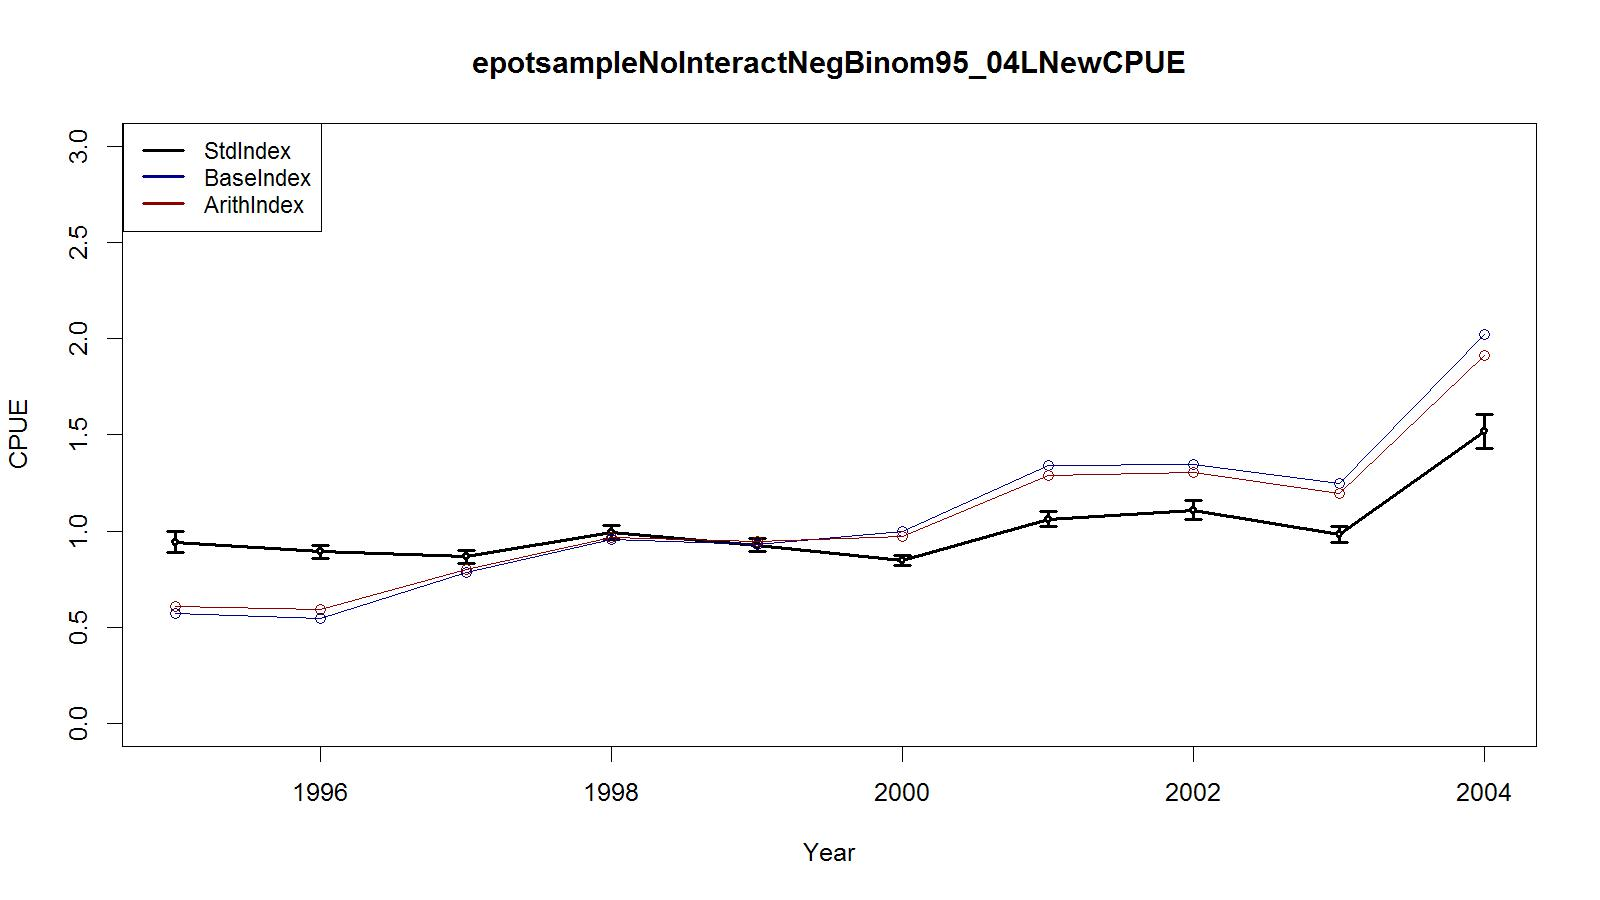 epotsampleNoInteractNegBinom95_04LNewCPUE
StdIndex
BaseIndex
ArithIndex
3.0
2.5
2.0
1.5
1.0
0.5
0.0
CPUE
1996 1998 2000 2002 2004
Year